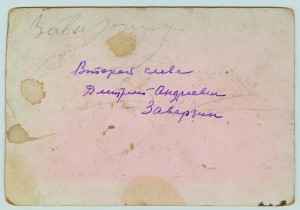 Второй слева
Дмитрий Андреевич
Заверзин